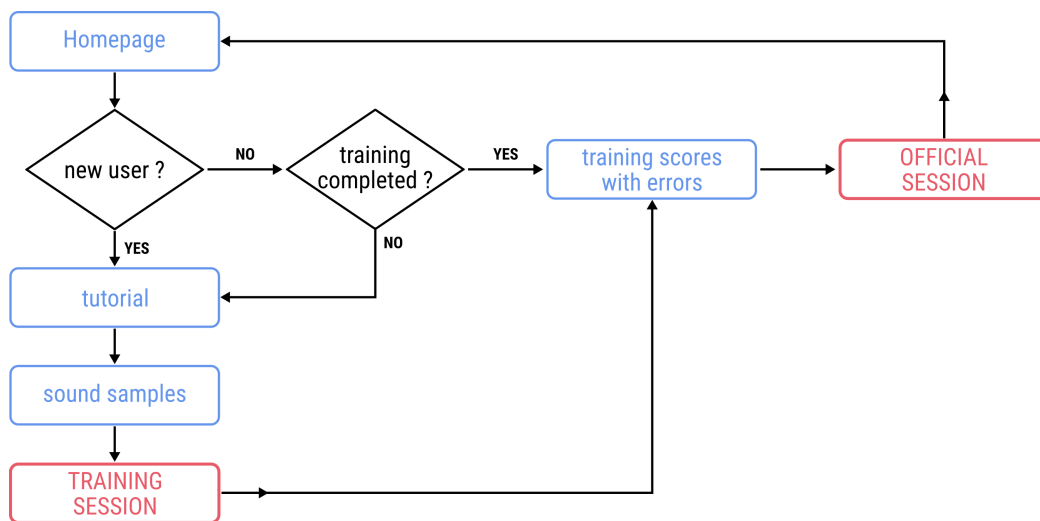 Homepage
new user ?
NO
training
completed ?
YES
training scores
with errors
OFFICIAL
SESSION
YES
NO
tutorial
sound samples
TRAINING
SESSION